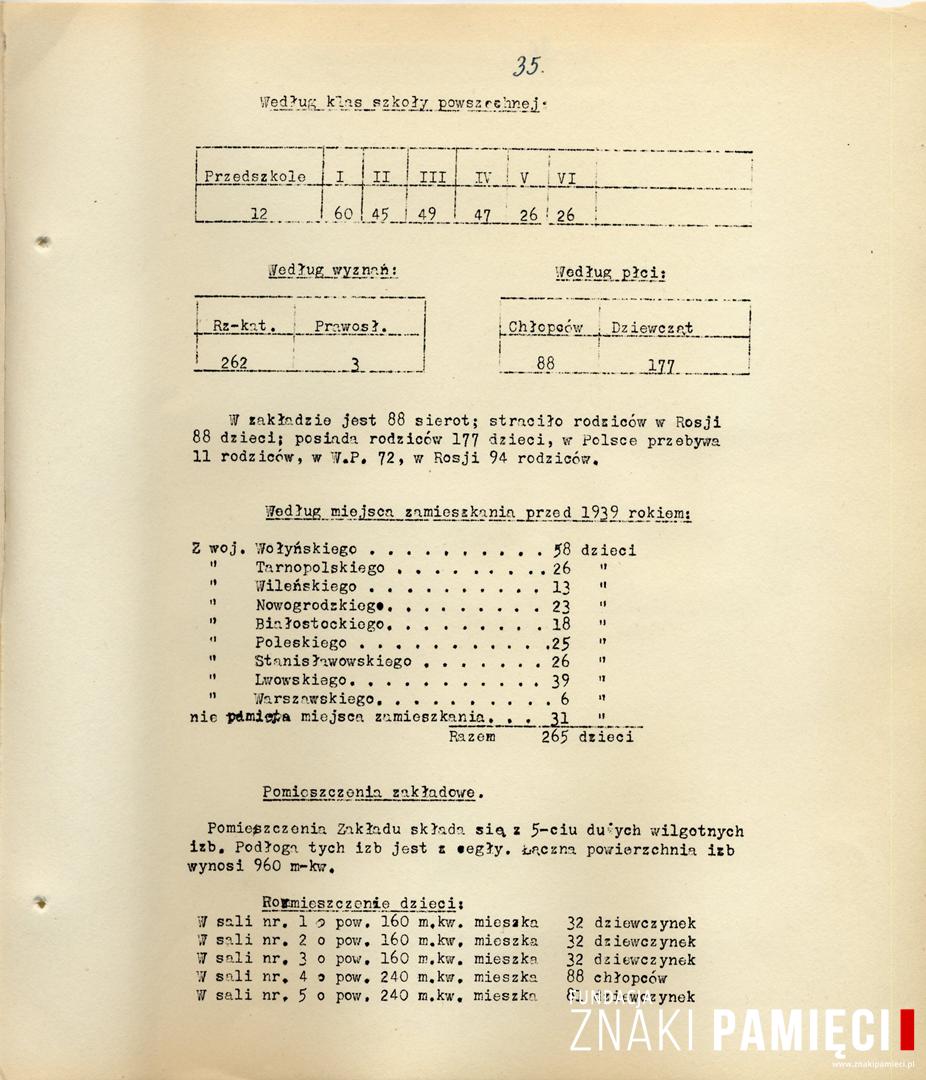 35.
Według klas szkoły powszechnej:
Przedszkole I II III IV V VI
12 60 45 49 47 26 26
Według wyznań: Według płci:
Rz-kat. Prawosł. Chłopców Dziewcząt
262 3 88 177
W zakładzie jest 88 sierot; straciło rodziców w Rosji
88 dzieci; posiada rodziców 177 dzieci, w Polsce przebywa
11 rodziców, w W.P. 72, w Rosji 94 rodziców.
Według miejsca zamieszkania przed 1939 rokiem:
Z woj. Wołyńskiego . . . . . . . . . . 58 dzieci
" Tarnopolskiego . . . . . . . . . 26 "
" Wileńskiego . . . . . . . . . . 13 "
" Nowogrodzkiego. . . . . . . . . 23 "
" Białostockiego. . . . . . . . . 18 "
" Poleskiego . . . . . . . . . . .25 "
" Stanisławowskiego . . . . . . . 26 "
" Lwowskiego. . . . . . . . . . . 39 "
" Warszawskiego. . . . . . . . . . 6 "
nie pamięta miejsca zamieszkania. . . 31 "
Razem 265 dzieci
Pomieszczenia zakładowe.
Pomieszczenia Zakładu składa się z 5-ciu dużych wilgotnych
izb. Podłoga tych izb jest z cegły. Łączna powierzchnia izb
wynosi 960 m-kw.
Rozmieszczenie dzieci:
W sali nr. 1 o pow. 160 m.kw. mieszka 32 dziewczynek
W sali nr. 2 o pow. 160 m.kw. mieszka 32 dziewczynek
W sali nr. 3 o pow. 160 m.kw. mieszka 32 dziewczynek
W sali nr. 4 o pow. 240 m.kw. mieszka 88 chłopców
W sali nr. 5 o pow. 240 m.kw. mieszka 81 dziewczynek
FUNDACJA
ZNAKI PAMIĘCI
www.znakipamieci.pl